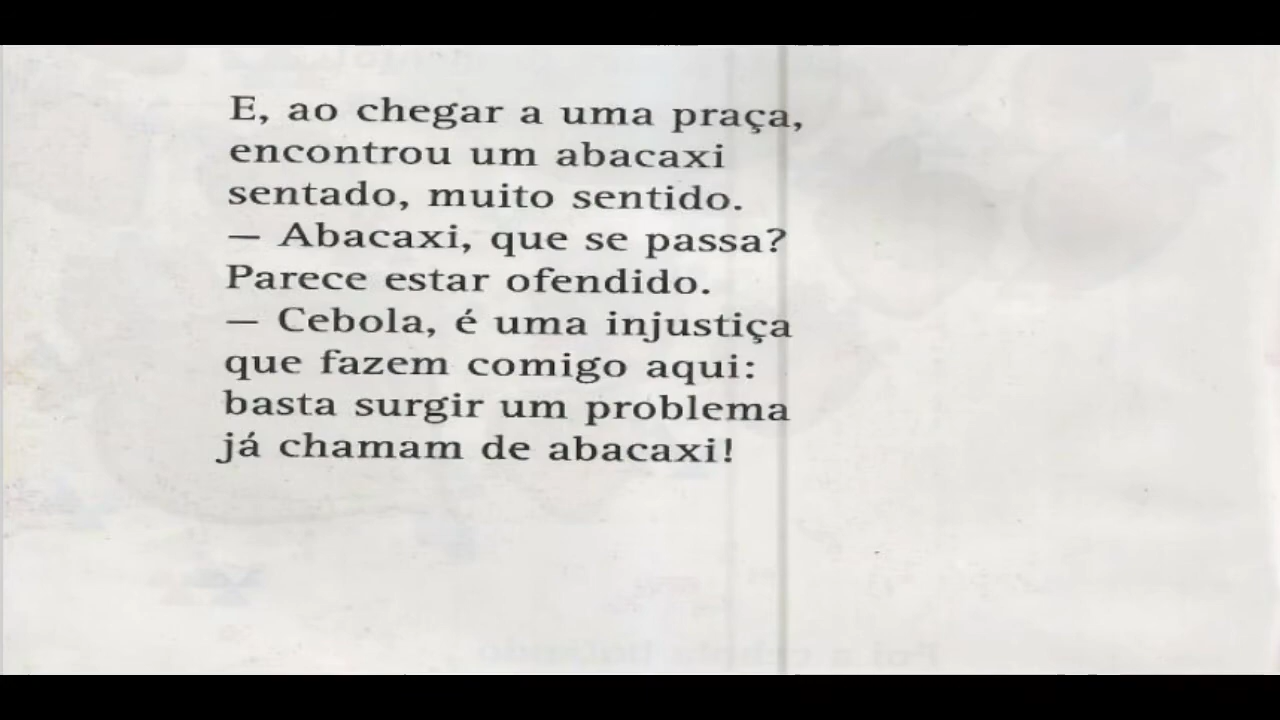 E, ao chegar a uma praça,
encontrou um abacaxi
sentado, muito sentido.
— Abacaxi, que se passa?
Parece estar ofendido.
— Cebola, é uma injustiça
que fazem comigo aqui:
basta surgir um problema
já chamam de abacaxi!